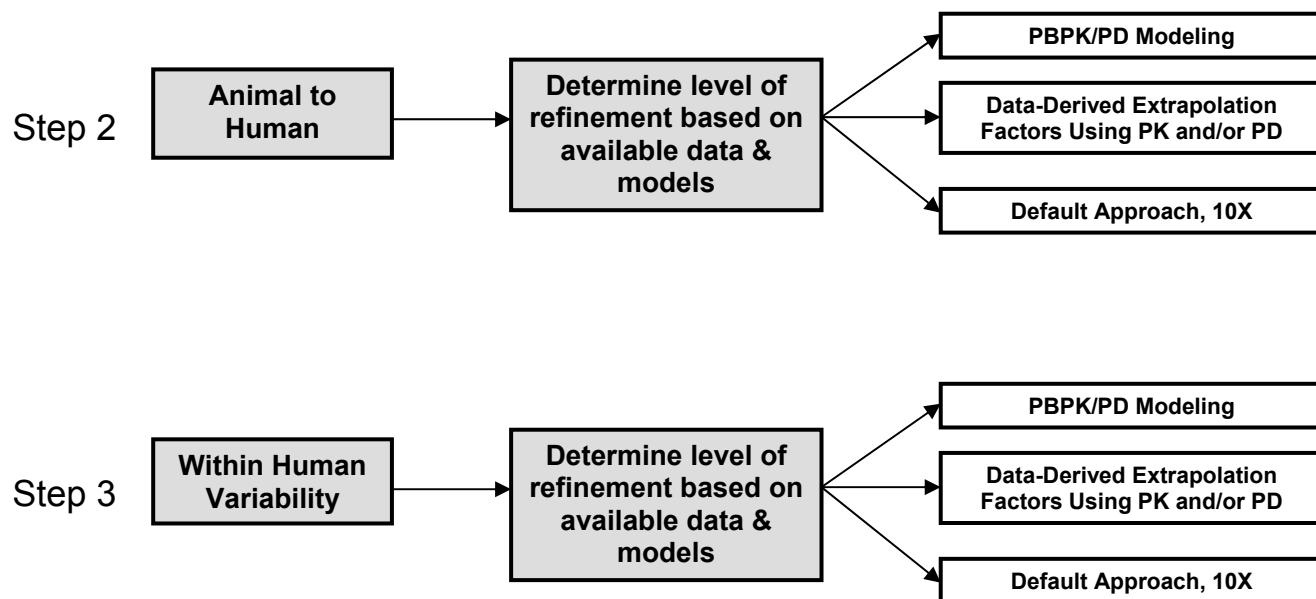 Step 2
Animal to
Human
Determine level of
refinement based on
available data &
models
PBPK/PD Modeling
Data-Derived Extrapolation
Factors Using PK and/or PD
Default Approach, 10X
Step 3
Within Human
Variability
Determine level of
refinement based on
available data &
models
PBPK/PD Modeling
Data-Derived Extrapolation
Factors Using PK and/or PD
Default Approach, 10X